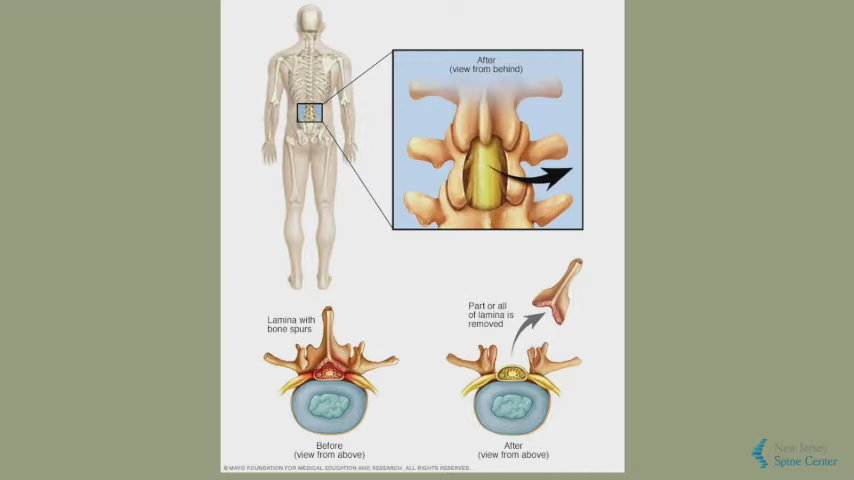 After
(view from behind)
Lamina with
bone spurs
Part or all
of lamina is
removed
Before
(view from above)
After
(view from above)
© MAYO FOUNDATION FOR MEDICAL EDUCATION AND RESEARCH. ALL RIGHTS RESERVED.
New Jersey
Spine Center